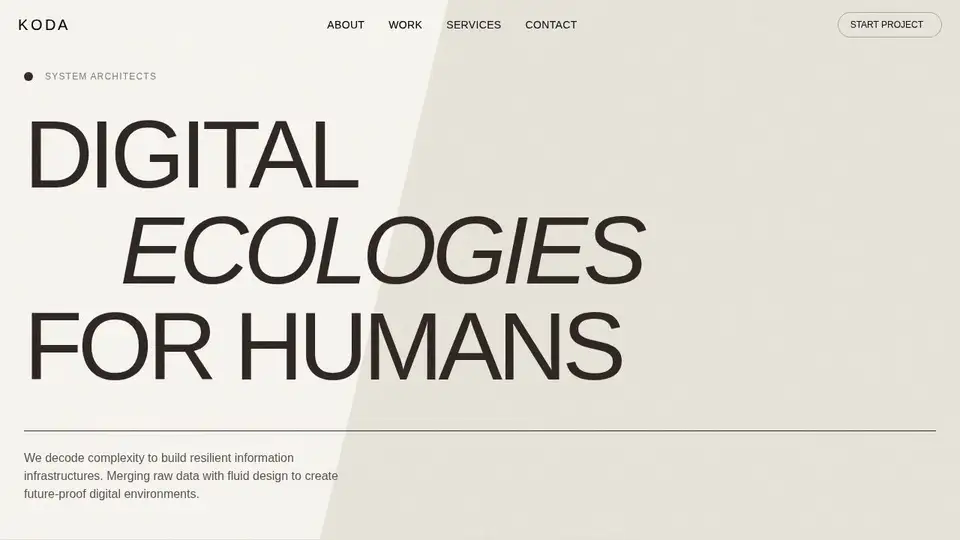 KODA
ABOUT WORK SERVICES CONTACT
START PROJECT
SYSTEM ARCHITECTS
DIGITAL
ECOLOGIES
FOR HUMANS
We decode complexity to build resilient information
infrastructures. Merging raw data with fluid design to create
future-proof digital environments.